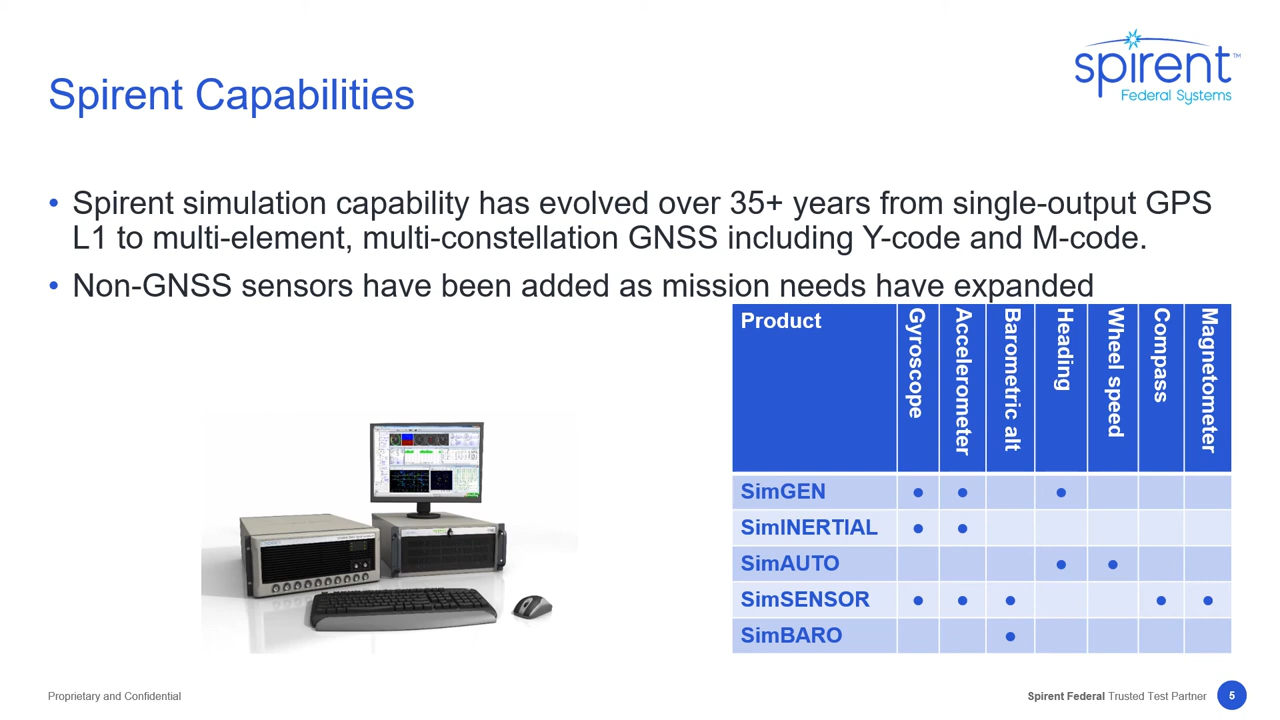 spirent™
Federal Systems
Spirent Capabilities
• Spirent simulation capability has evolved over 35+ years from single-output GPS
L1 to multi-element, multi-constellation GNSS including Y-code and M-code.
• Non-GNSS sensors have been added as mission needs have expanded
Product Gyroscope Accelerometer Barometric alt Heading Wheel speed Compass Magnetometer
SimGEN ● ● ●
SimINERTIAL ● ●
SimAUTO ● ●
SimSENSOR ● ● ● ● ●
SimBARO ●
Proprietary and Confidential
Spirent Federal Trusted Test Partner 5